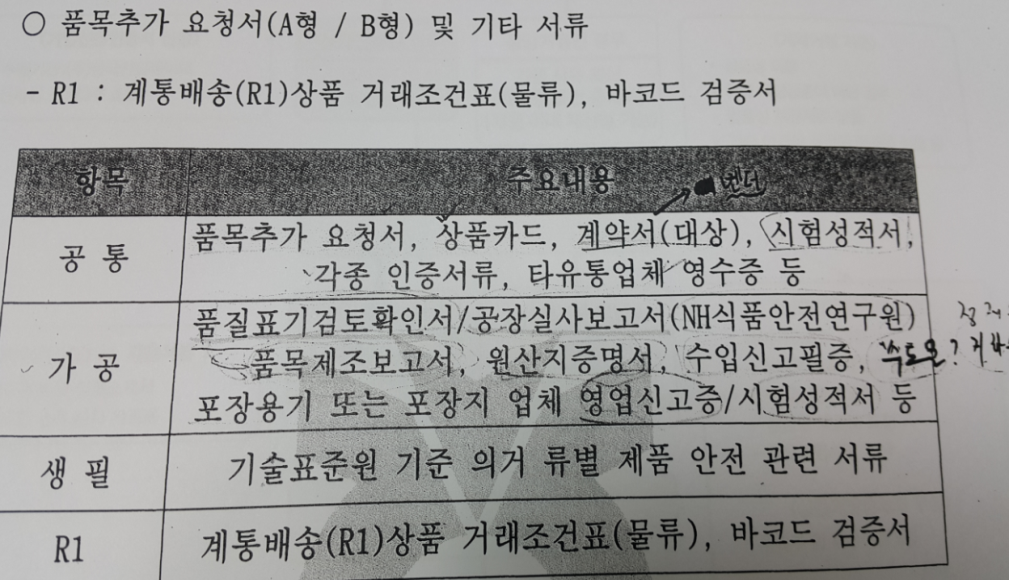 ○ 품목추가 요청서(A형 / B형) 및 기타 서류
- R1 : 계통배송(R1)상품 거래조건표(물류), 바코드 검증서
항목 주요내용 벤더
공통 품목추가 요청서, 상품카드, 계약서(대상), 시험성적서,
각종 인증서류, 타유통업체 영수증 등
품질표기검토확인서/공장실사보고서(NH식품안전연구원)
가공 품목제조보고서, 원산지증명서, 수입신고필증,
포장용기 또는 포장지 업체 영업신고증/시험성적서 등
생필 기술표준원 기준 의거 류별 제품 안전 관련 서류
R1 계통배송(R1)상품 거래조건표(물류), 바코드 검증서